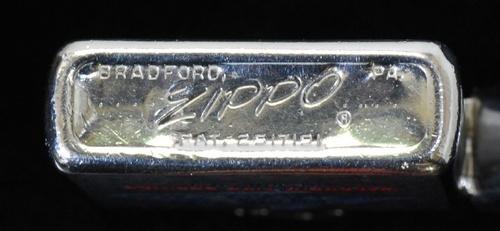 BRADFORD, PA.
Zippo ®
PAT. 2517191